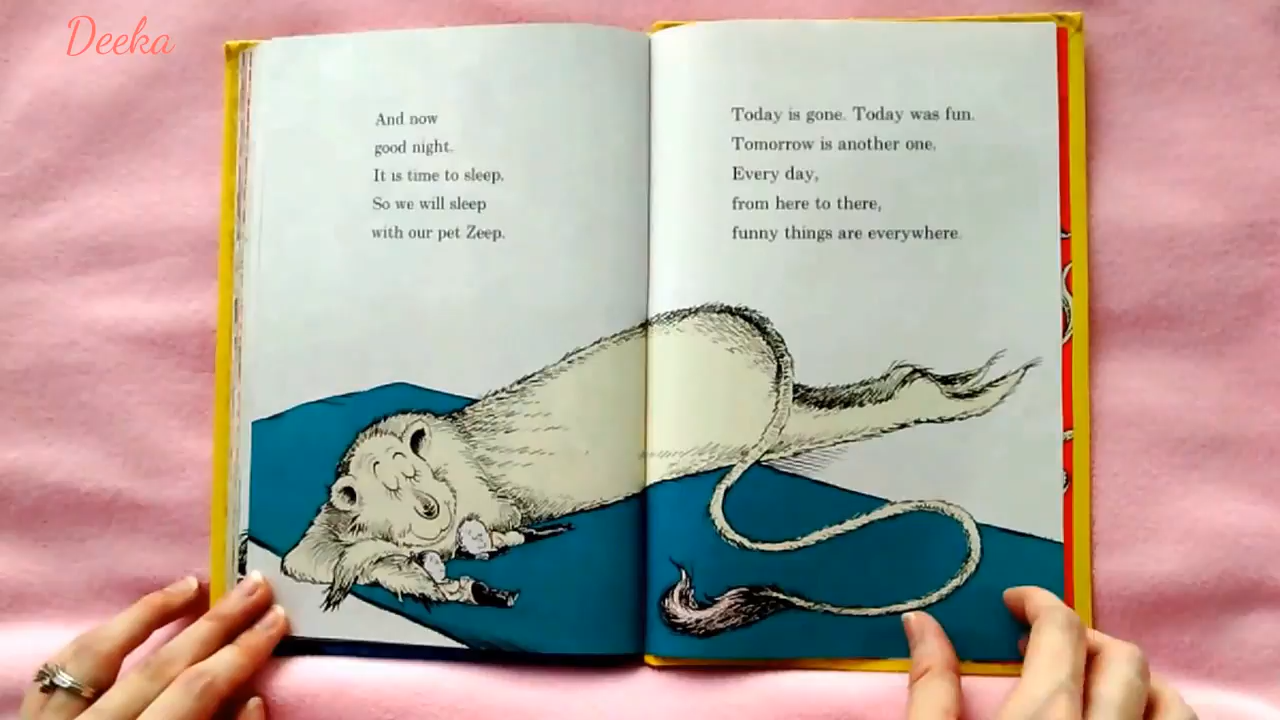 Deeka
And now
good night.
It is time to sleep.
So we will sleep
with our pet Zeep.
Today is gone. Today was fun.
Tomorrow is another one.
Every day,
from here to there,
funny things are everywhere.